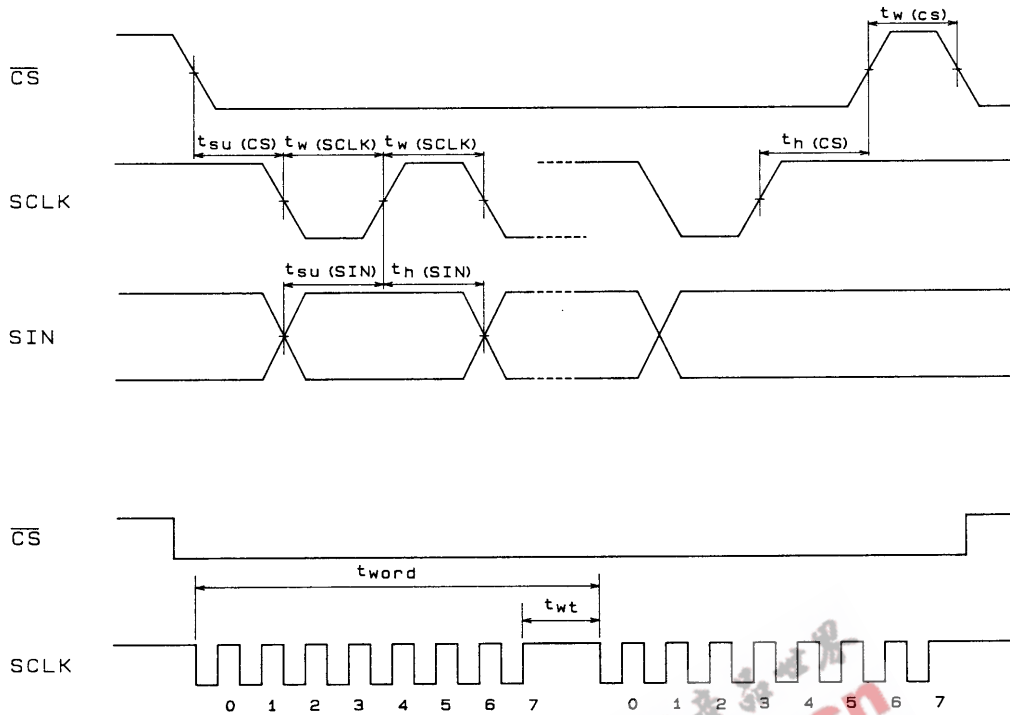 tw (CS)
CS
tsu (CS) tw (SCLK) tw (SCLK)
th (CS)
SCLK
tsu (SIN) th (SIN)
SIN
CS
tword
twt
SCLK
0 1 2 3 4 5 6 7 0 1 2 3 4 5 6 7